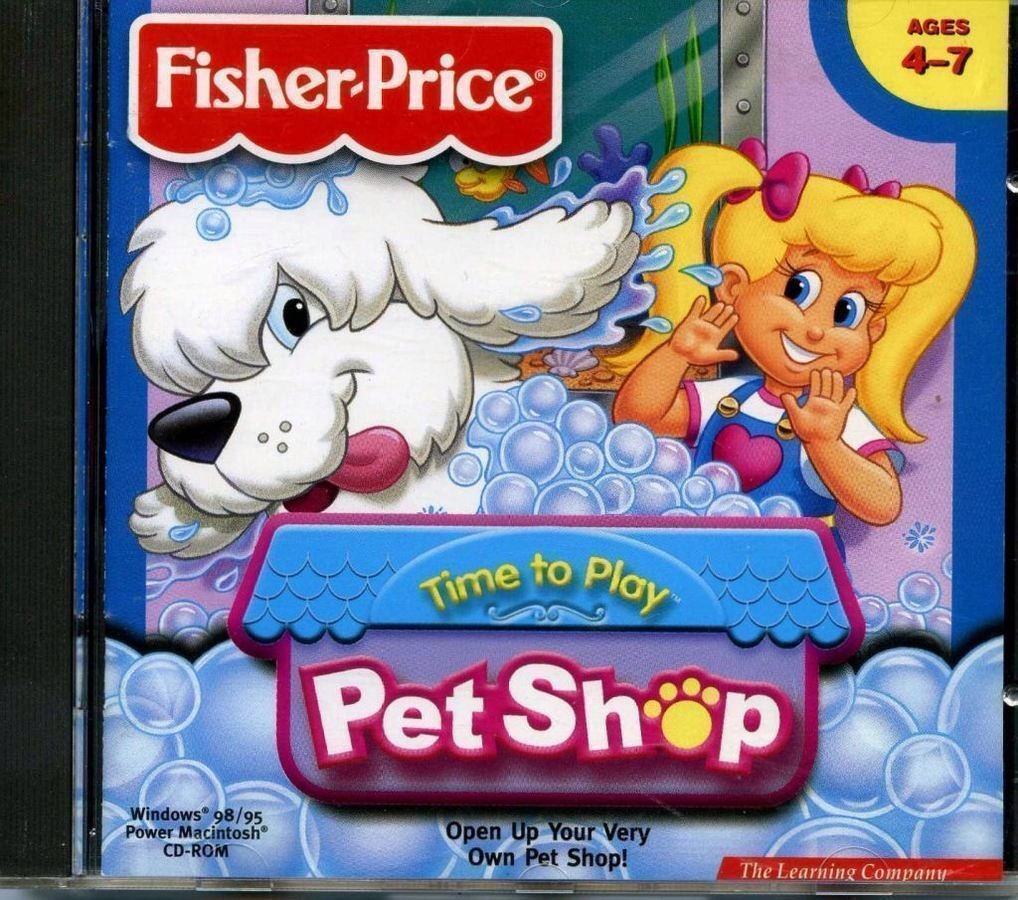 Fisher-Price®
AGES
4–7
Time to Play™
Pet Shop
Windows® 98/95
Power Macintosh®
CD-ROM
Open Up Your Very
Own Pet Shop!
The Learning Company